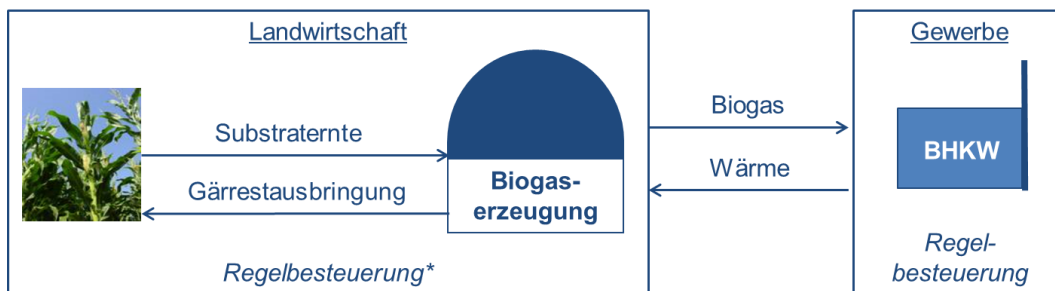 Landwirtschaft
Gewerbe
Substraternte
Gärrestausbringung
Biogas-
erzeugung
Biogas
Wärme
BHKW
Regelbesteuerung*
Regel-
besteuerung